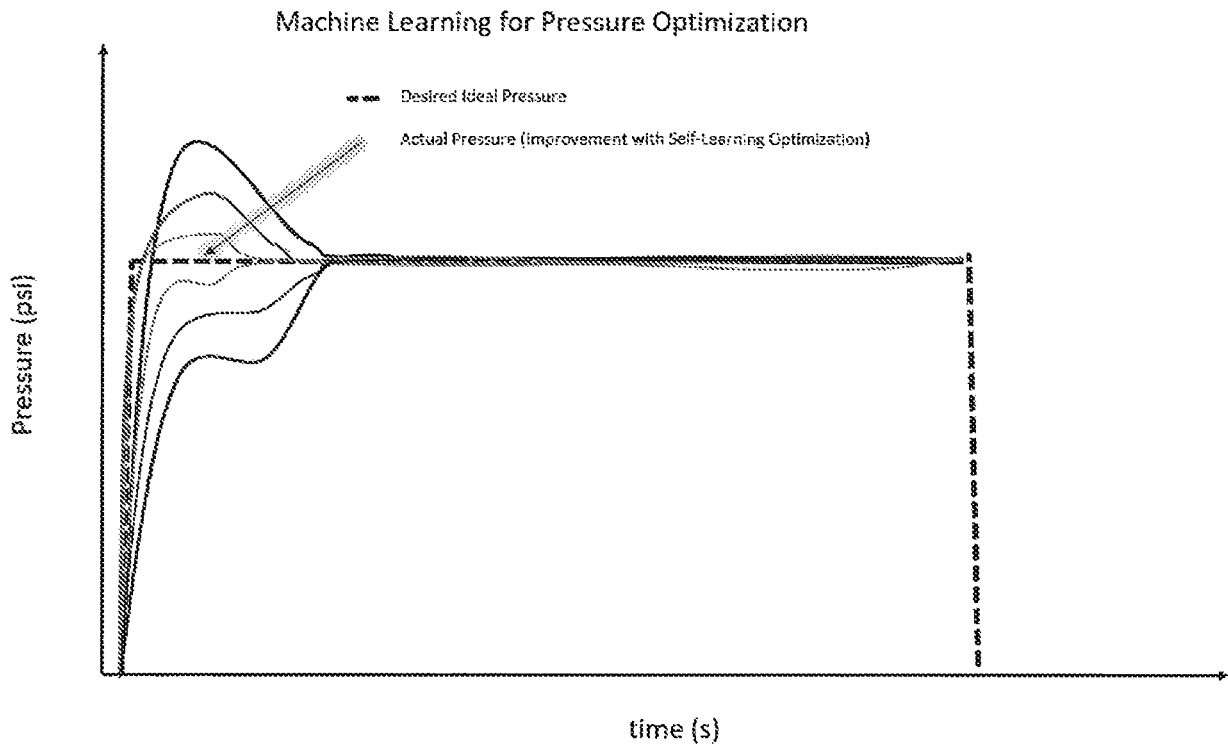 Machine Learning for Pressure Optimization
Desired Ideal Pressure
Actual Pressure (Improvement with Self-Learning Optimization)
Pressure (psi)
time (s)